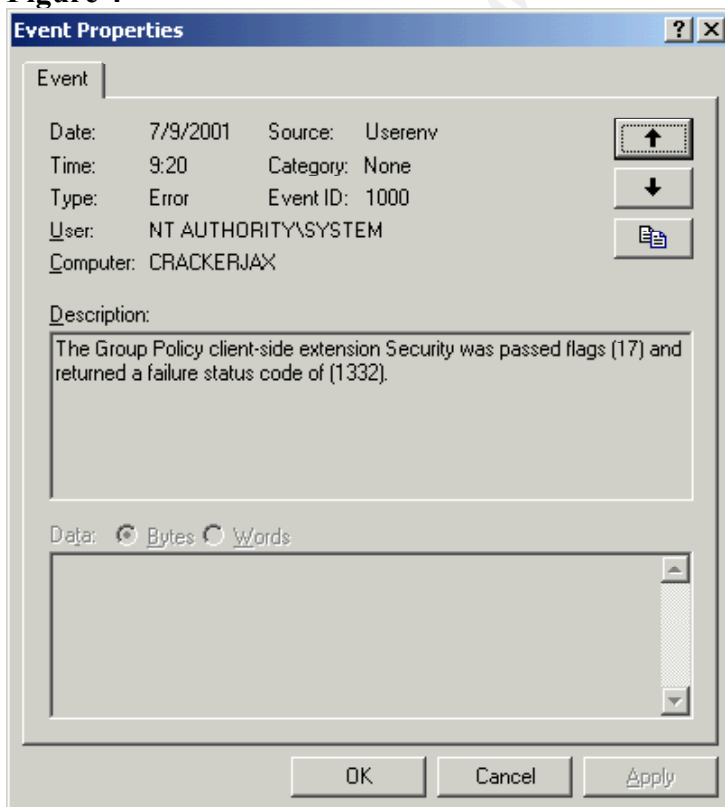 Event Properties
Event
Date: 7/9/2001 Source: Userenv
Time: 9:20 Category: None
Type: Error Event ID: 1000
User: NT AUTHORITY\SYSTEM
Computer: CRACKERJAX
Description:
The Group Policy client-side extension Security was passed flags (17) and
returned a failure status code of (1332).
Data: Bytes Words
OK Cancel Apply